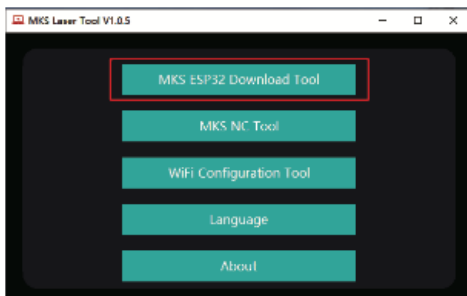 MKS Laser Tool V1.0.5
MKS ESP32 Download Tool
MKS NC Tool
WiFi Configuration Tool
Language
About